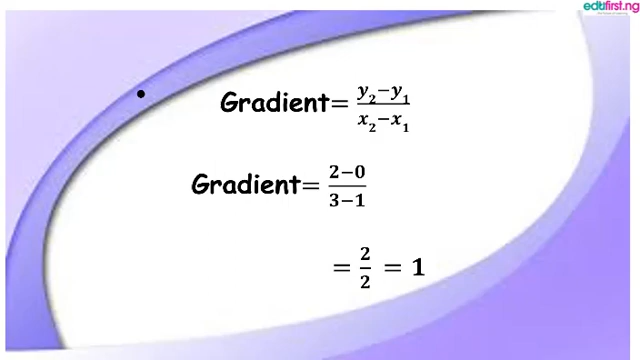 edufirst.ng
Gradient= y₂−y₁/x₂−x₁
Gradient= 2−0/3−1
= 2/2 = 1